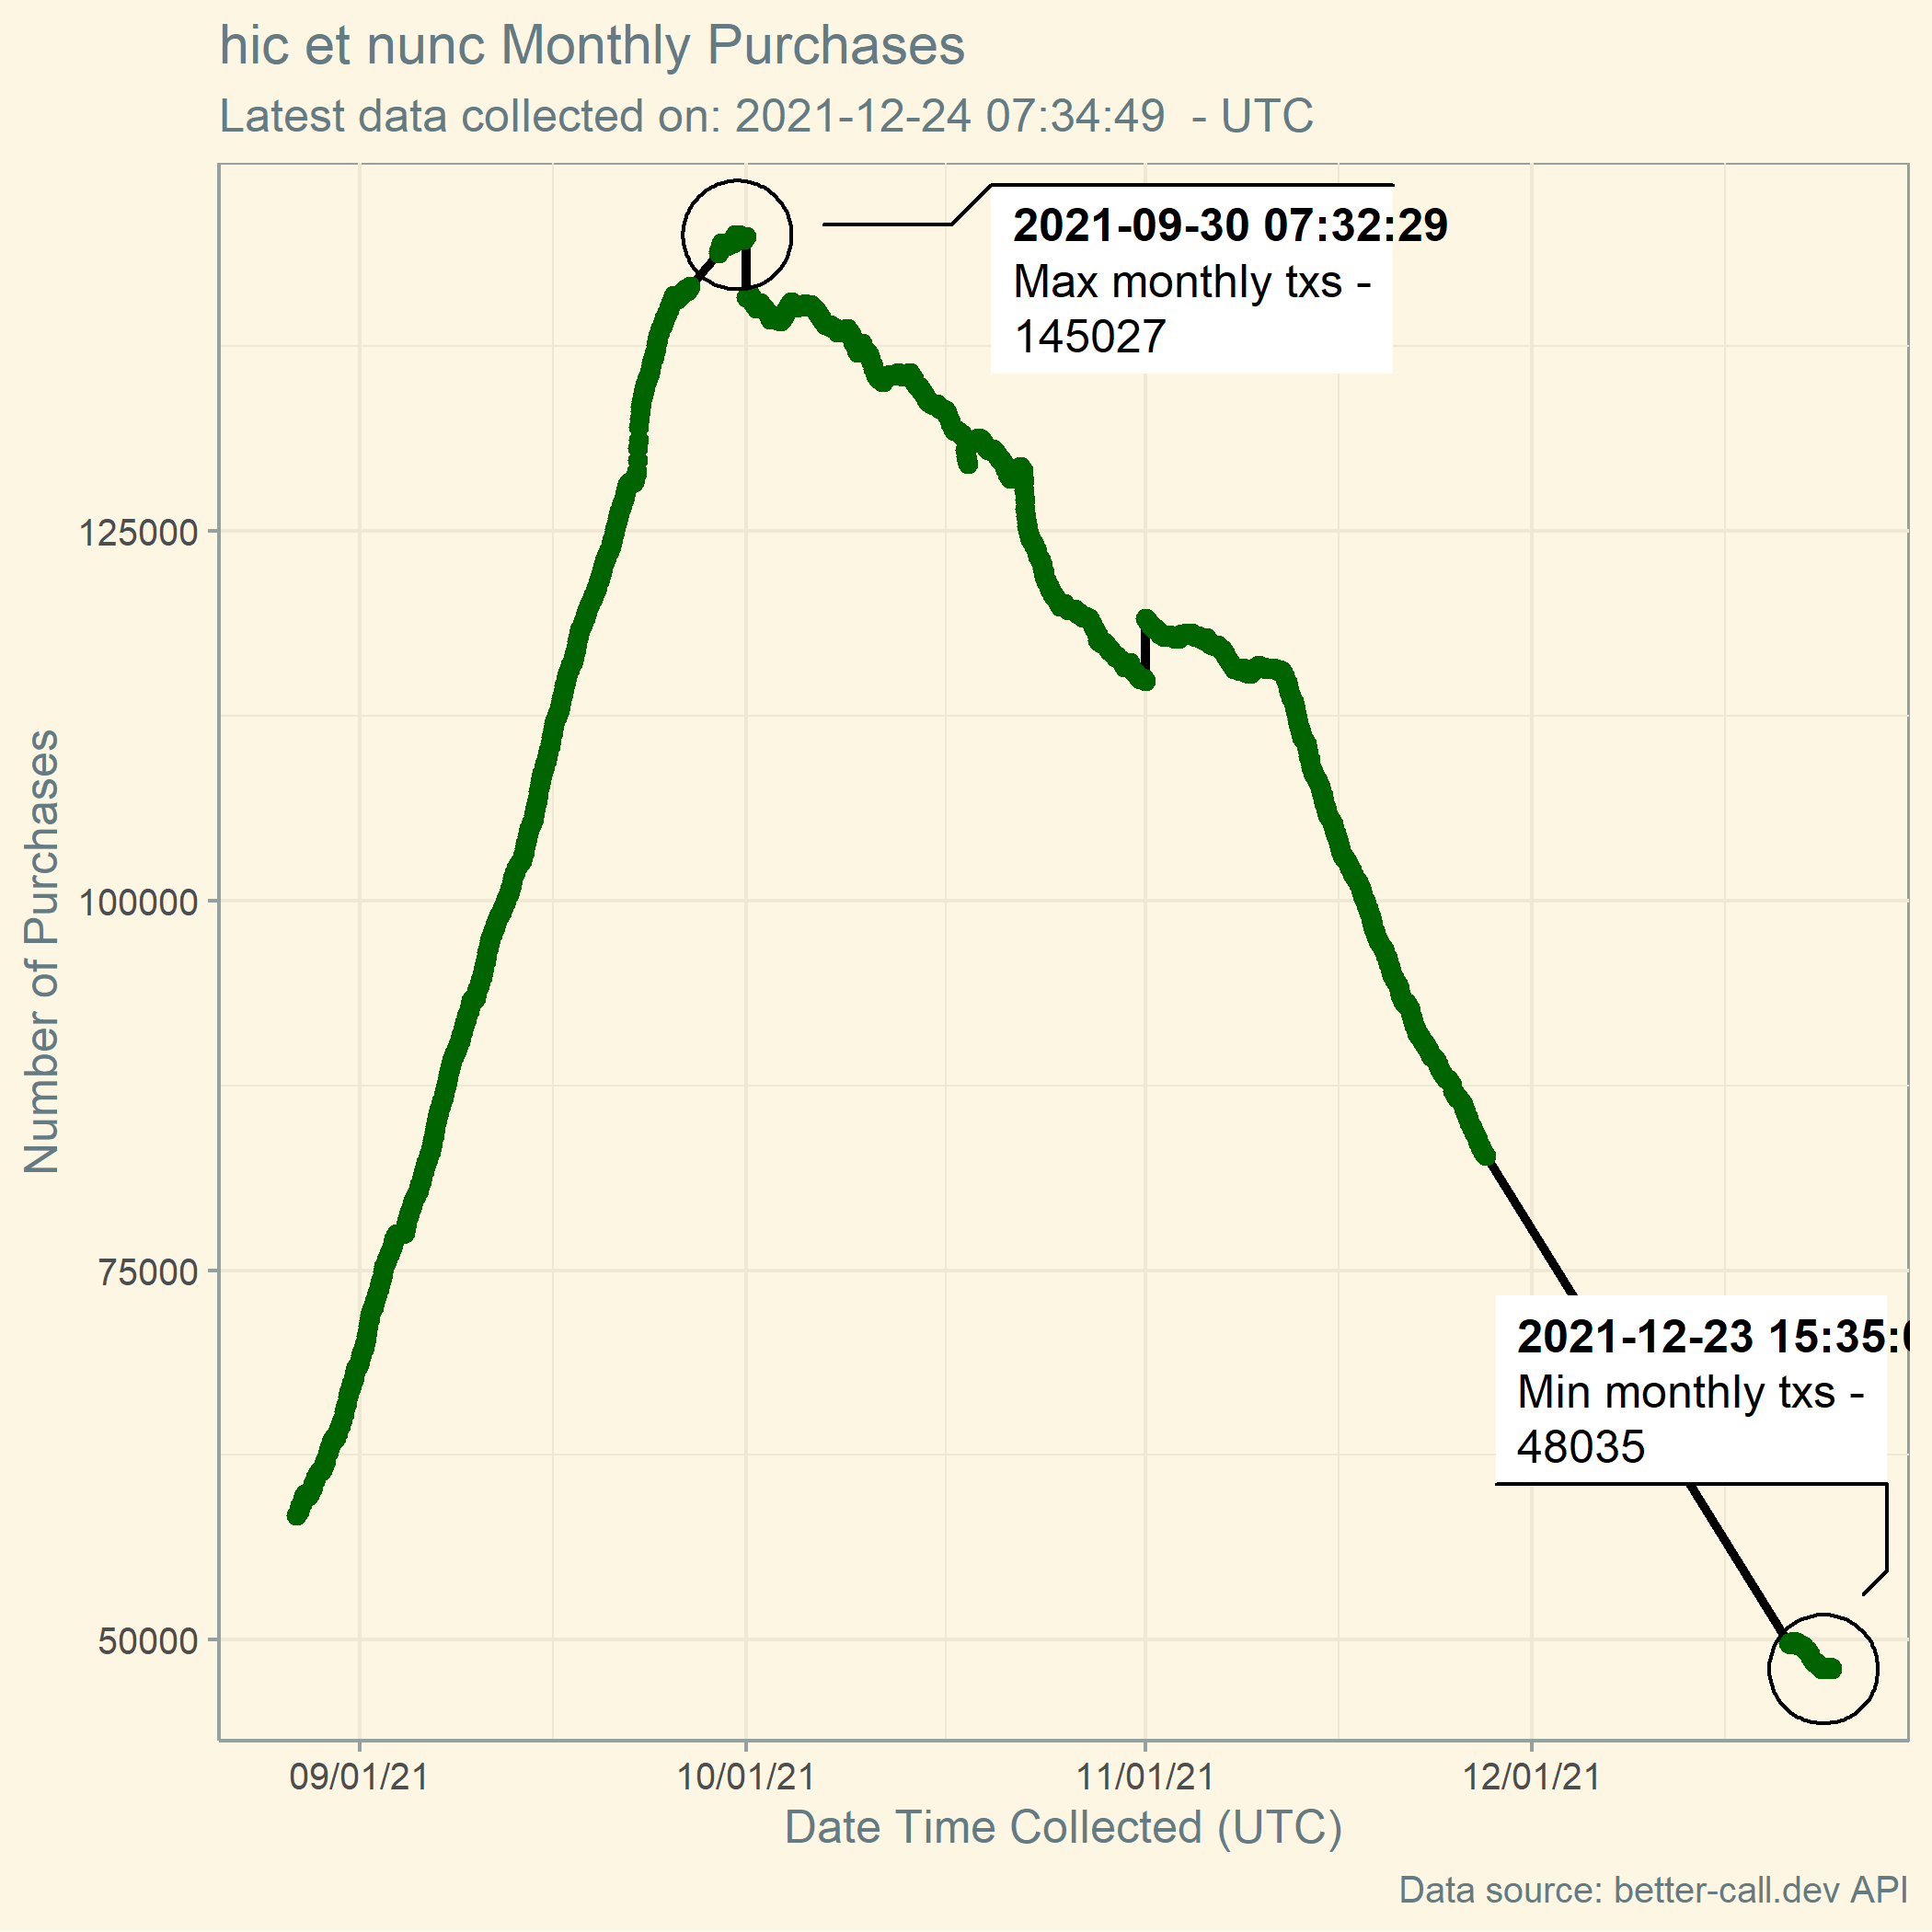 hic et nunc Monthly Purchases
Latest data collected on: 2021-12-24 07:34:49 - UTC
2021-09-30 07:32:29
Max monthly txs -
145027
125000
100000
75000
50000
Number of Purchases
2021-12-23 15:35:
Min monthly txs -
48035
09/01/21 10/01/21 11/01/21 12/01/21
Date Time Collected (UTC)
Data source: better-call.dev API